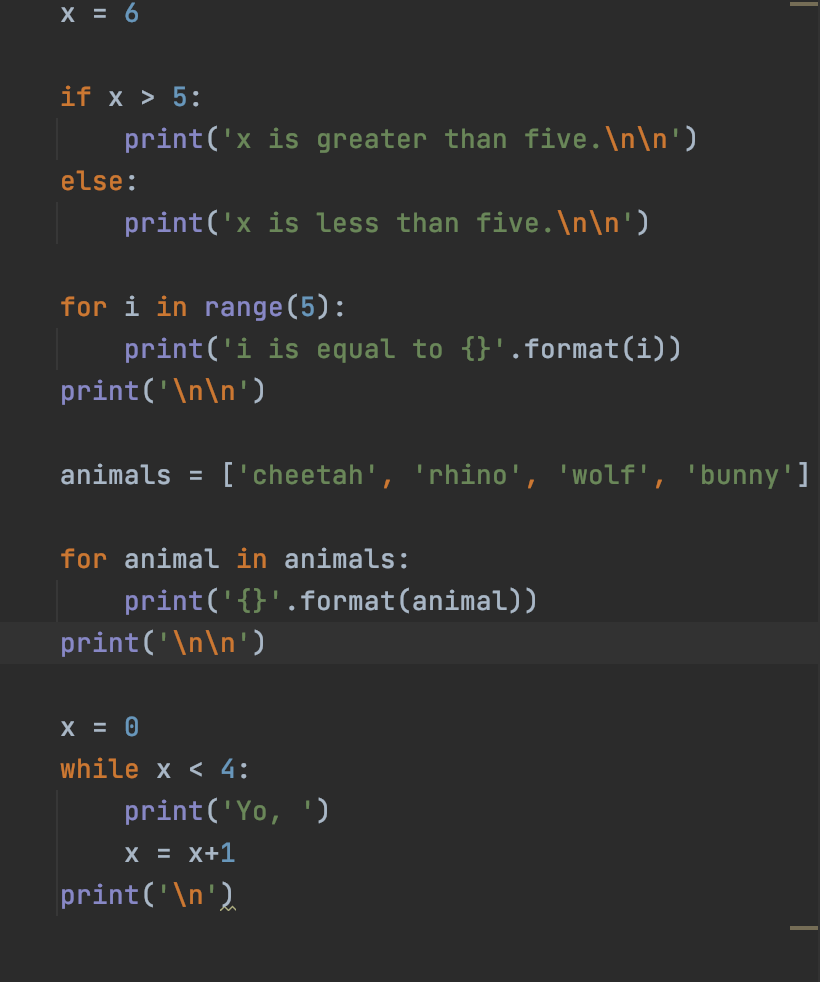 x = 6
if x > 5:
    print('x is greater than five.\n\n')
else:
    print('x is less than five.\n\n')
for i in range(5):
    print('i is equal to {}'.format(i))
print('\n\n')
animals = ['cheetah', 'rhino', 'wolf', 'bunny']
for animal in animals:
    print('{}'.format(animal))
print('\n\n')
x = 0
while x < 4:
    print('Yo, ')
    x = x+1
print('\n')